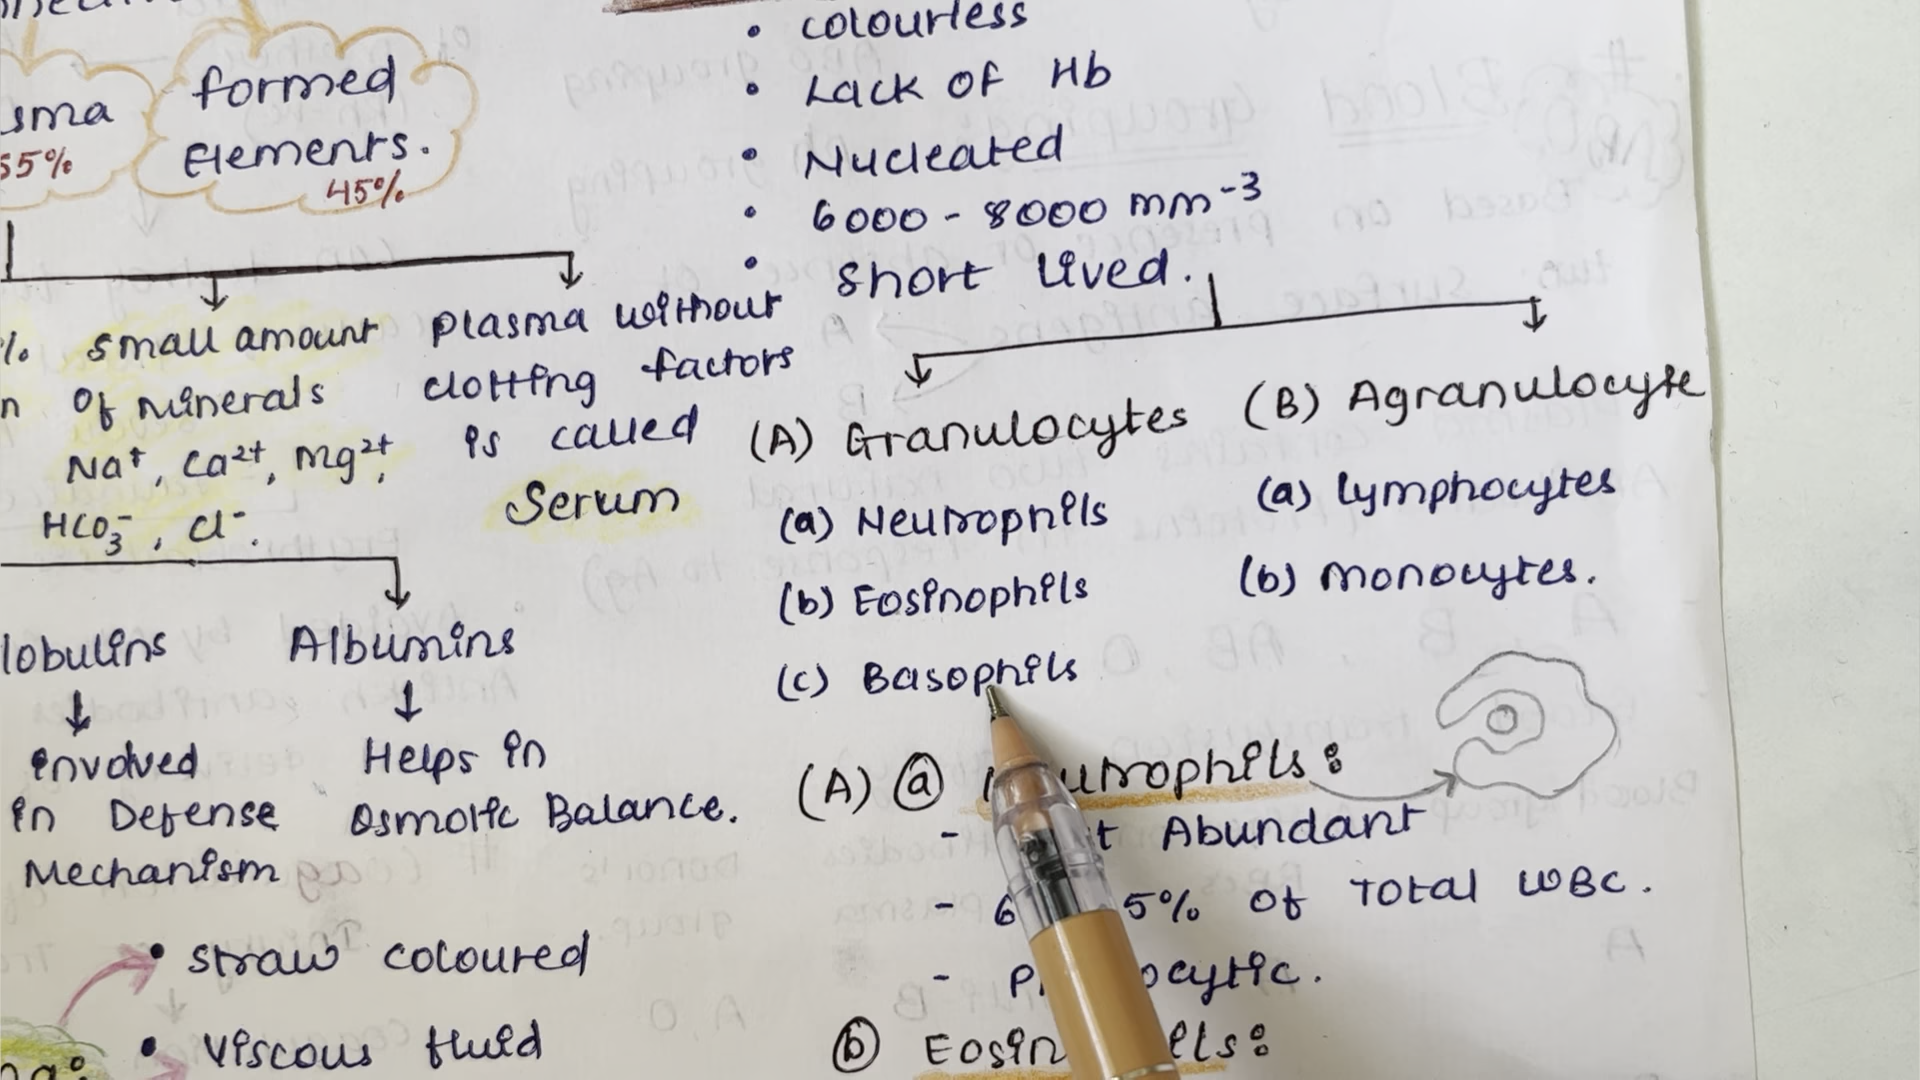 formed
Elements.
45%
55%
small amount
of Minerals
Na⁺, Ca²⁺, Mg²⁺,
HCO₃⁻, Cl⁻.
plasma without
clotting factors
is called
Serum
Albumins
involved
in Defense
Mechanism
Helps in
Osmotic Balance.
• straw coloured
• viscous fluid
• colourless
• Lack of Hb
• Nucleated
• 6000 - 8000 mm⁻³
• short lived.
(A) Granulocytes
(a) Neutrophils
(b) Eosinophils
(c) Basophils
(B) Agranulocyte
(a) lymphocytes
(b) monocytes.
(A) ⓐ
- Abundant
- 5% of Total WBC.
ⓑ